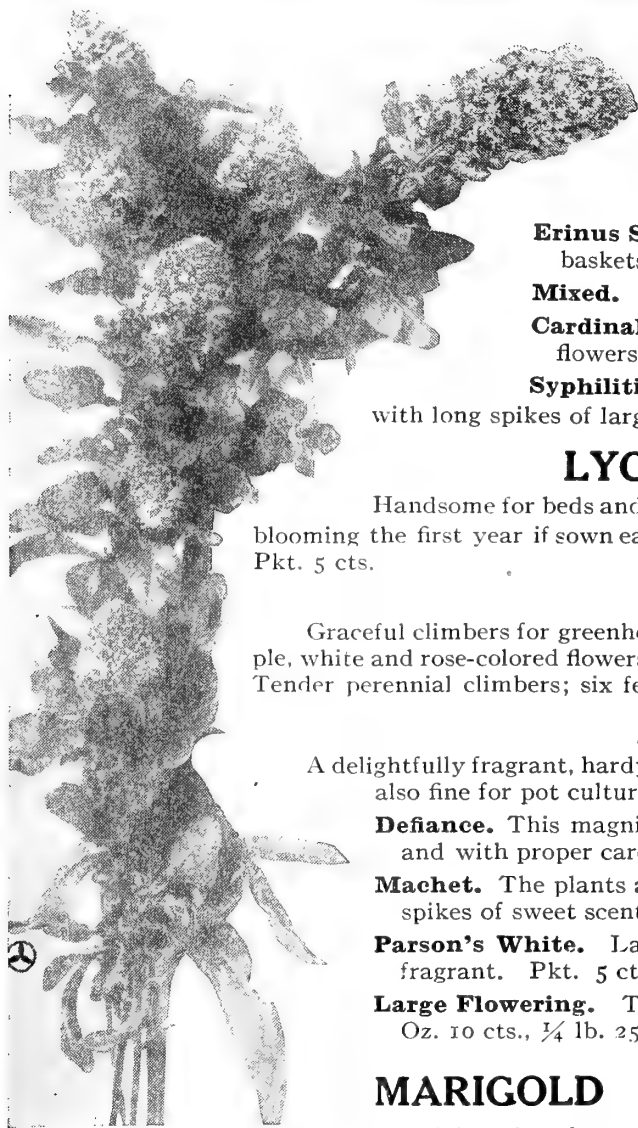 Erinus S
baskets
Mixed.
Cardinal
flowers
Syphiliti
with long spikes of larg
LYC
Handsome for beds and
blooming the first year if sown ea
Pkt. 5 cts.
Graceful climbers for greenho
ple, white and rose-colored flowers
Tender perennial climbers; six fe
A delightfully fragrant, hardy
also fine for pot cultur
Defiance. This magni
and with proper care
Machet. The plants a
spikes of sweet scent
Parson's White. La
fragrant. Pkt. 5 ct
Large Flowering. T
Oz. 10 cts., ¼ lb. 25
MARIGOLD